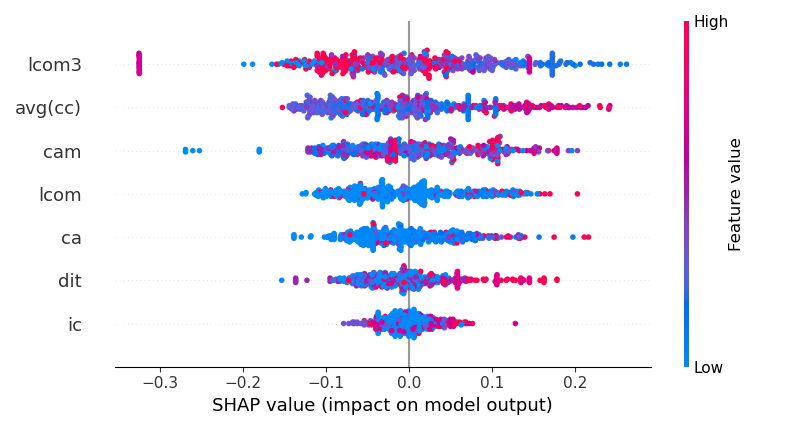 High
lcom3
avg(cc)
cam
lcom
ca
dit
ic
Low
Feature value
−0.3
−0.2
−0.1
0.0
0.1
0.2
SHAP value (impact on model output)